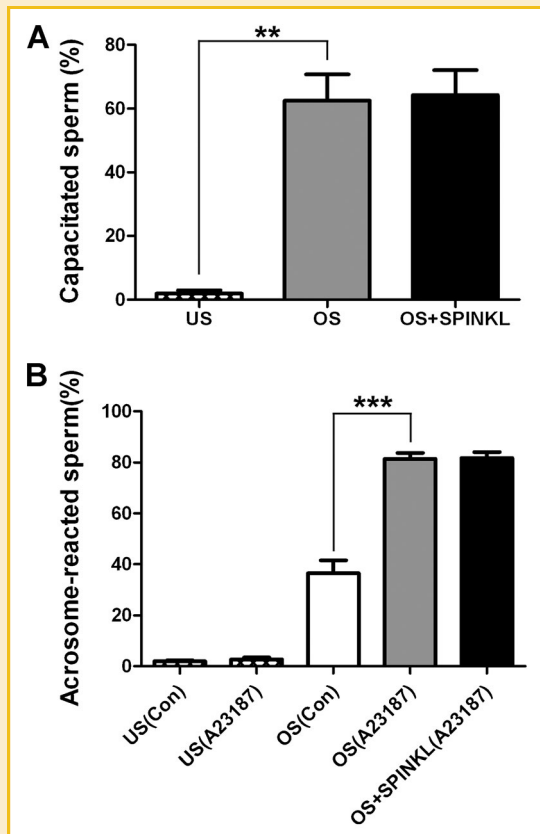 A
Capacitated sperm (%)
80
60
40
20
0
**
US
OS
OS+SPINKL
B
Acrosome-reacted sperm(%)
100
80
60
40
20
0
***
US(Con)
US(A23187)
OS(Con)
OS(A23187)
OS+SPINKL(A23187)